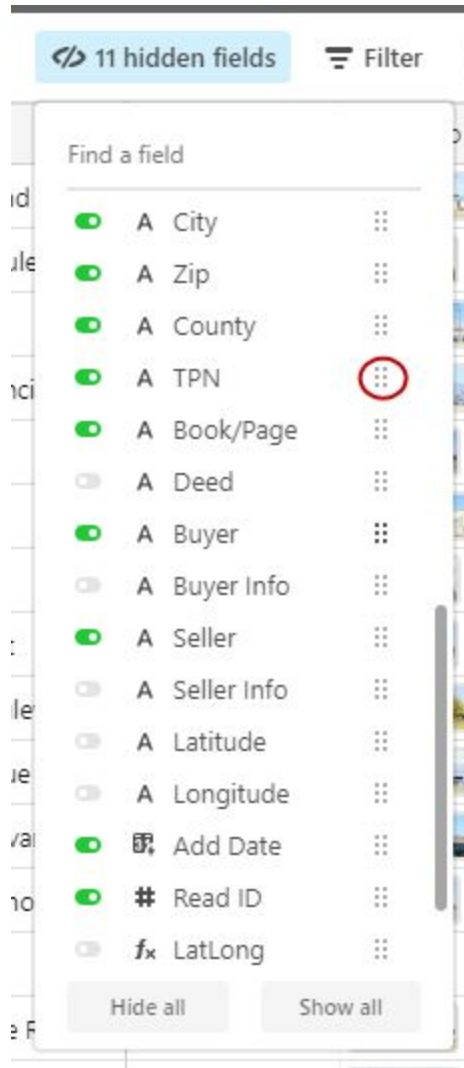 11 hidden fields Filter
Find a field
A City
A Zip
A County
A TPN
A Book/Page
A Deed
A Buyer
A Buyer Info
A Seller
A Seller Info
A Latitude
A Longitude
Add Date
# Read ID
fx LatLong
Hide all Show all